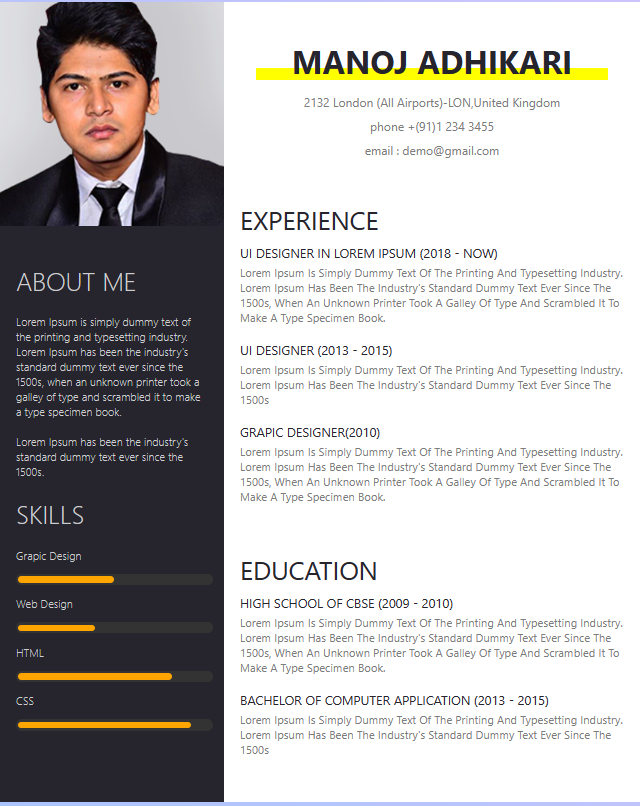 MANOJ ADHIKARI
2132 London (All Airports)-LON,United Kingdom
phone +(91)1 234 3455
email : demo@gmail.com
ABOUT ME
Lorem Ipsum is simply dummy text of
the printing and typesetting industry.
Lorem Ipsum has been the industry's
standard dummy text ever since the
1500s, when an unknown printer took a
galley of type and scrambled it to make
a type specimen book.
Lorem Ipsum has been the industry's
standard dummy text ever since the
1500s.
SKILLS
Grapic Design
Web Design
HTML
CSS
EXPERIENCE
UI DESIGNER IN LOREM IPSUM (2018 - NOW)
Lorem Ipsum Is Simply Dummy Text Of The Printing And Typesetting Industry.
Lorem Ipsum Has Been The Industry's Standard Dummy Text Ever Since The
1500s, When An Unknown Printer Took A Galley Of Type And Scrambled It To
Make A Type Specimen Book.
UI DESIGNER (2013 - 2015)
Lorem Ipsum Is Simply Dummy Text Of The Printing And Typesetting Industry.
Lorem Ipsum Has Been The Industry's Standard Dummy Text Ever Since The
1500s
GRAPIC DESIGNER(2010)
Lorem Ipsum Is Simply Dummy Text Of The Printing And Typesetting Industry.
Lorem Ipsum Has Been The Industry's Standard Dummy Text Ever Since The
1500s, When An Unknown Printer Took A Galley Of Type And Scrambled It To
Make A Type Specimen Book.
EDUCATION
HIGH SCHOOL OF CBSE (2009 - 2010)
Lorem Ipsum Is Simply Dummy Text Of The Printing And Typesetting Industry.
Lorem Ipsum Has Been The Industry's Standard Dummy Text Ever Since The
1500s, When An Unknown Printer Took A Galley Of Type And Scrambled It To
Make A Type Specimen Book.
BACHELOR OF COMPUTER APPLICATION (2013 - 2015)
Lorem Ipsum Is Simply Dummy Text Of The Printing And Typesetting Industry.
Lorem Ipsum Has Been The Industry's Standard Dummy Text Ever Since The
1500s